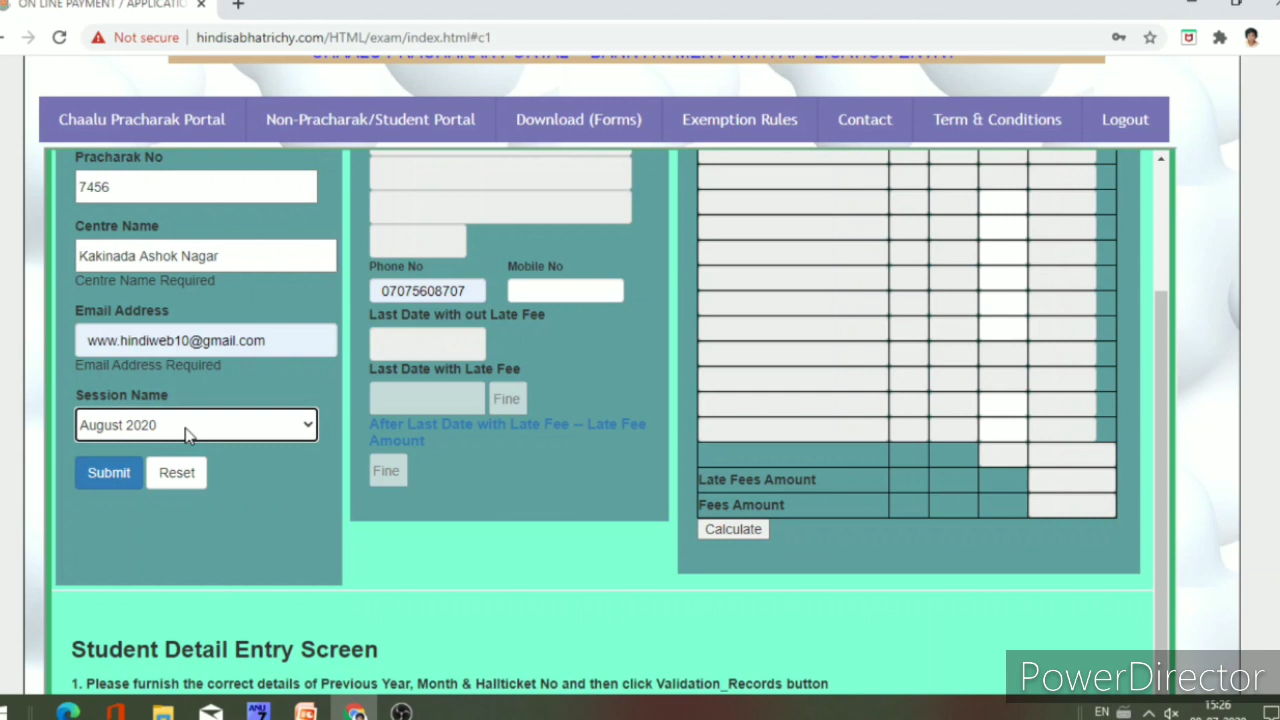 ON LINE PAYMENT / APPLICATIO
Not secure | hindisabhatrichy.com/HTML/exam/index.html#c1
Chaalu Pracharak Portal Non-Pracharak/Student Portal Download (Forms) Exemption Rules Contact Term & Conditions Logout
Pracharak No
7456
Centre Name
Kakinada Ashok Nagar
Centre Name Required
Email Address
www.hindiweb10@gmail.com
Email Address Required
Session Name
August 2020
Submit Reset
Phone No Mobile No
07075608707
Last Date with out Late Fee
Last Date with Late Fee
Fine
After Last Date with Late Fee -- Late Fee
Amount
Fine
Late Fees Amount
Fees Amount
Calculate
Student Detail Entry Screen
1. Please furnish the correct details of Previous Year, Month & Hallticket No and then click Validation_Records button
PowerDirector
EN 15:26